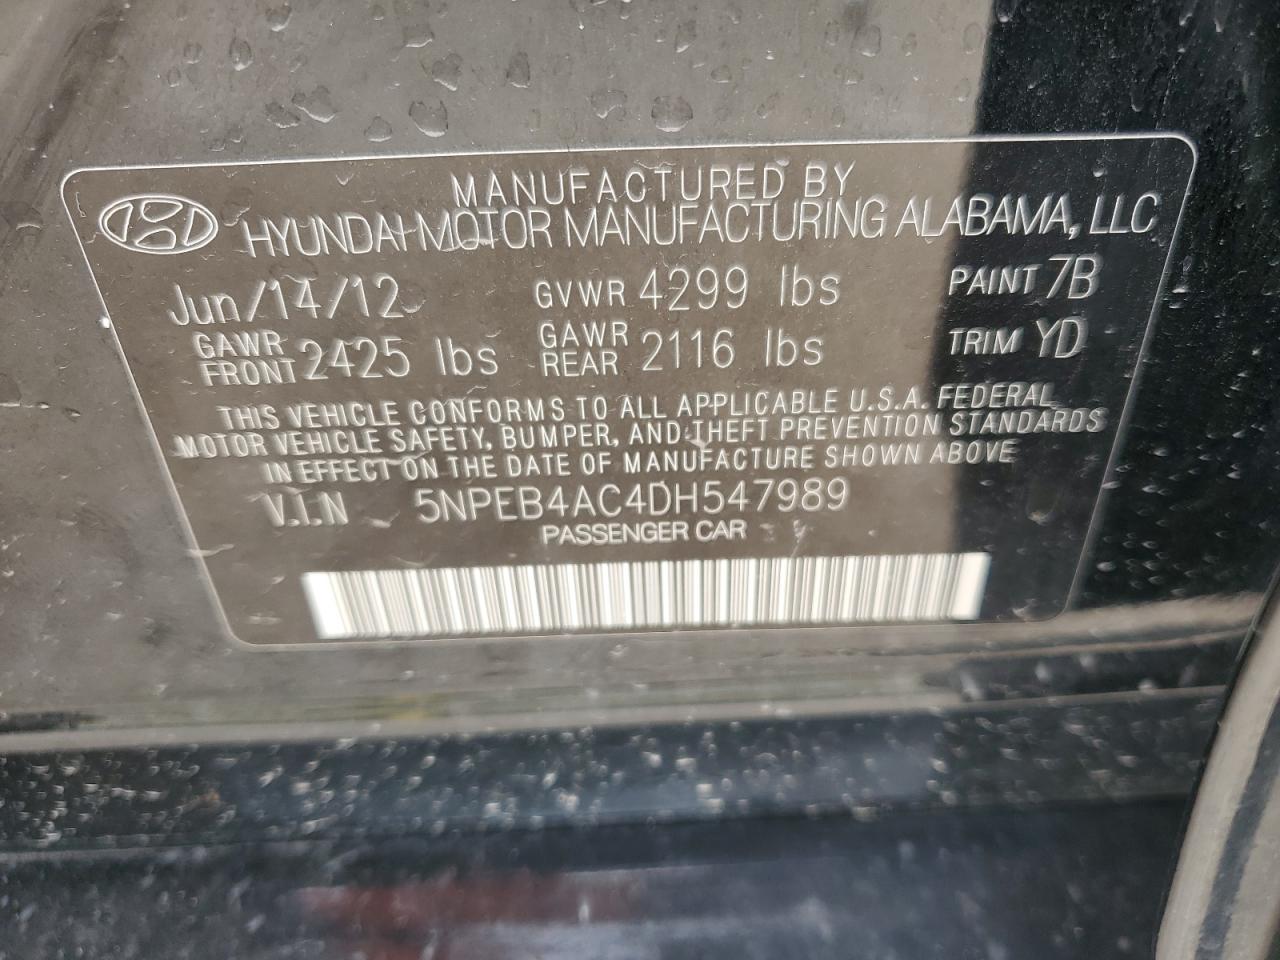 MANUFACTURED BY
HYUNDAI MOTOR MANUFACTURING ALABAMA, LLC
Jun/14/12 GVWR 4299 lbs PAINT 7B
GAWR FRONT 2425 lbs GAWR REAR 2116 lbs TRIM YD
THIS VEHICLE CONFORMS TO ALL APPLICABLE U.S.A. FEDERAL
MOTOR VEHICLE SAFETY, BUMPER, AND THEFT PREVENTION STANDARDS
IN EFFECT ON THE DATE OF MANUFACTURE SHOWN ABOVE
V.I.N 5NPEB4AC4DH547989
PASSENGER CAR